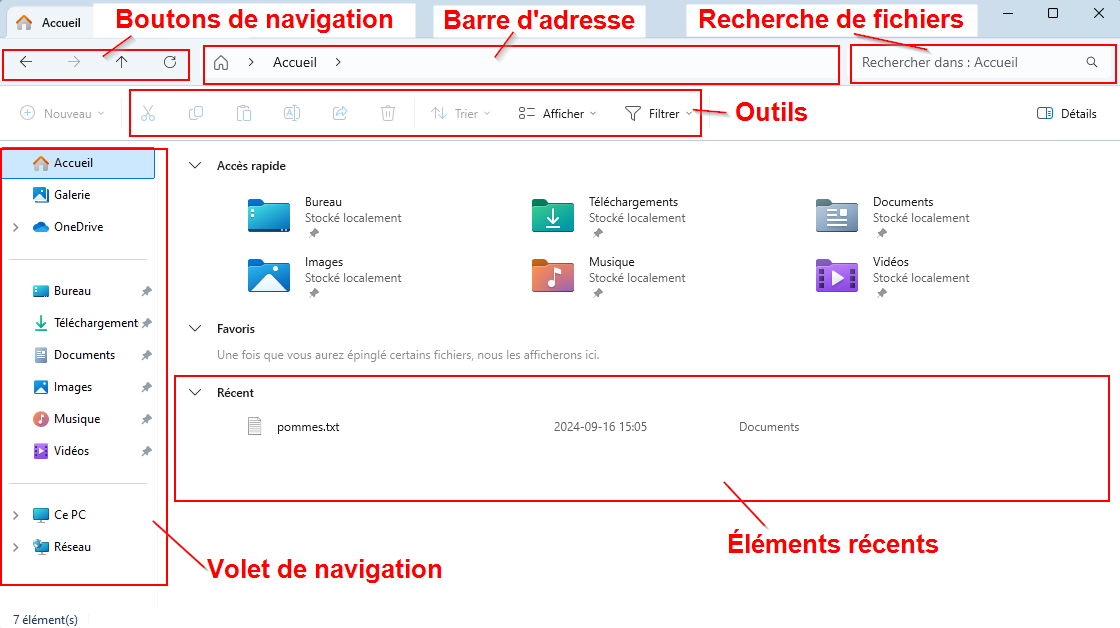 Accueil
Boutons de navigation
Barre d'adresse
Recherche de fichiers
Accueil
Rechercher dans : Accueil
Nouveau
Trier
Afficher
Filtrer
Outils
Détails
Accueil
Galerie
OneDrive
Bureau
Téléchargement
Documents
Images
Musique
Vidéos
Ce PC
Réseau
Volet de navigation
Accès rapide
Bureau
Stocké localement
Téléchargements
Stocké localement
Documents
Stocké localement
Images
Stocké localement
Musique
Stocké localement
Vidéos
Stocké localement
Favoris
Une fois que vous aurez épinglé certains fichiers, nous les afficherons ici.
Récent
pommes.txt 2024-09-16 15:05 Documents
Éléments récents
7 élément(s)